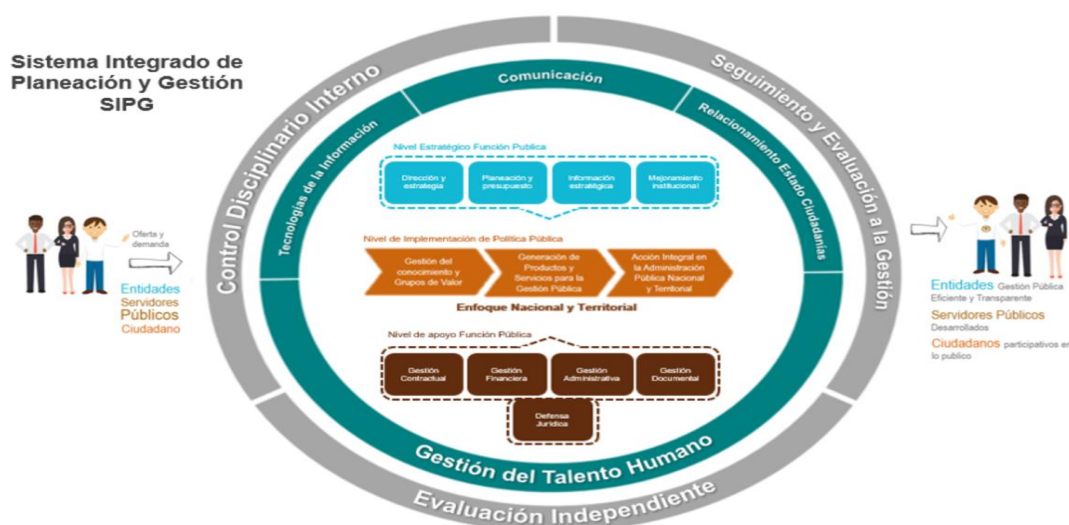 Sistema Integrado de
Planeación y Gestión
SIPG
Control Disciplinario Interno
Seguimiento y Evaluación a la Gestión
Evaluación Independiente
Tecnologías de la Información
Comunicación
Relacionamiento Estado Ciudadanías
Gestión del Talento Humano
Nivel Estratégico Función Publica
Dirección y
estrategia
Planeación y
presupuesto
Información
estratégica
Mejoramiento
Institucional
Nivel de Implementación de Política Pública
Gestión del
conocimiento y
Grupos de Valor
Generación de
Productos y
Servicios para la
Gestión Pública
Acción Integral en
la Administración
Pública Nacional
y Territorial
Enfoque Nacional y Territorial
Nivel de apoyo Función Pública
Gestión
Contractual
Gestión
Financiera
Gestión
Administrativa
Gestión
Documental
Defensa
Jurídica
Oferta y
demanda
Entidades
Servidores
Públicos
Ciudadano
Entidades Gestión Pública
Eficiente y Transparente
Servidores Públicos
Desarrollados
Ciudadanos participativos en
lo publico